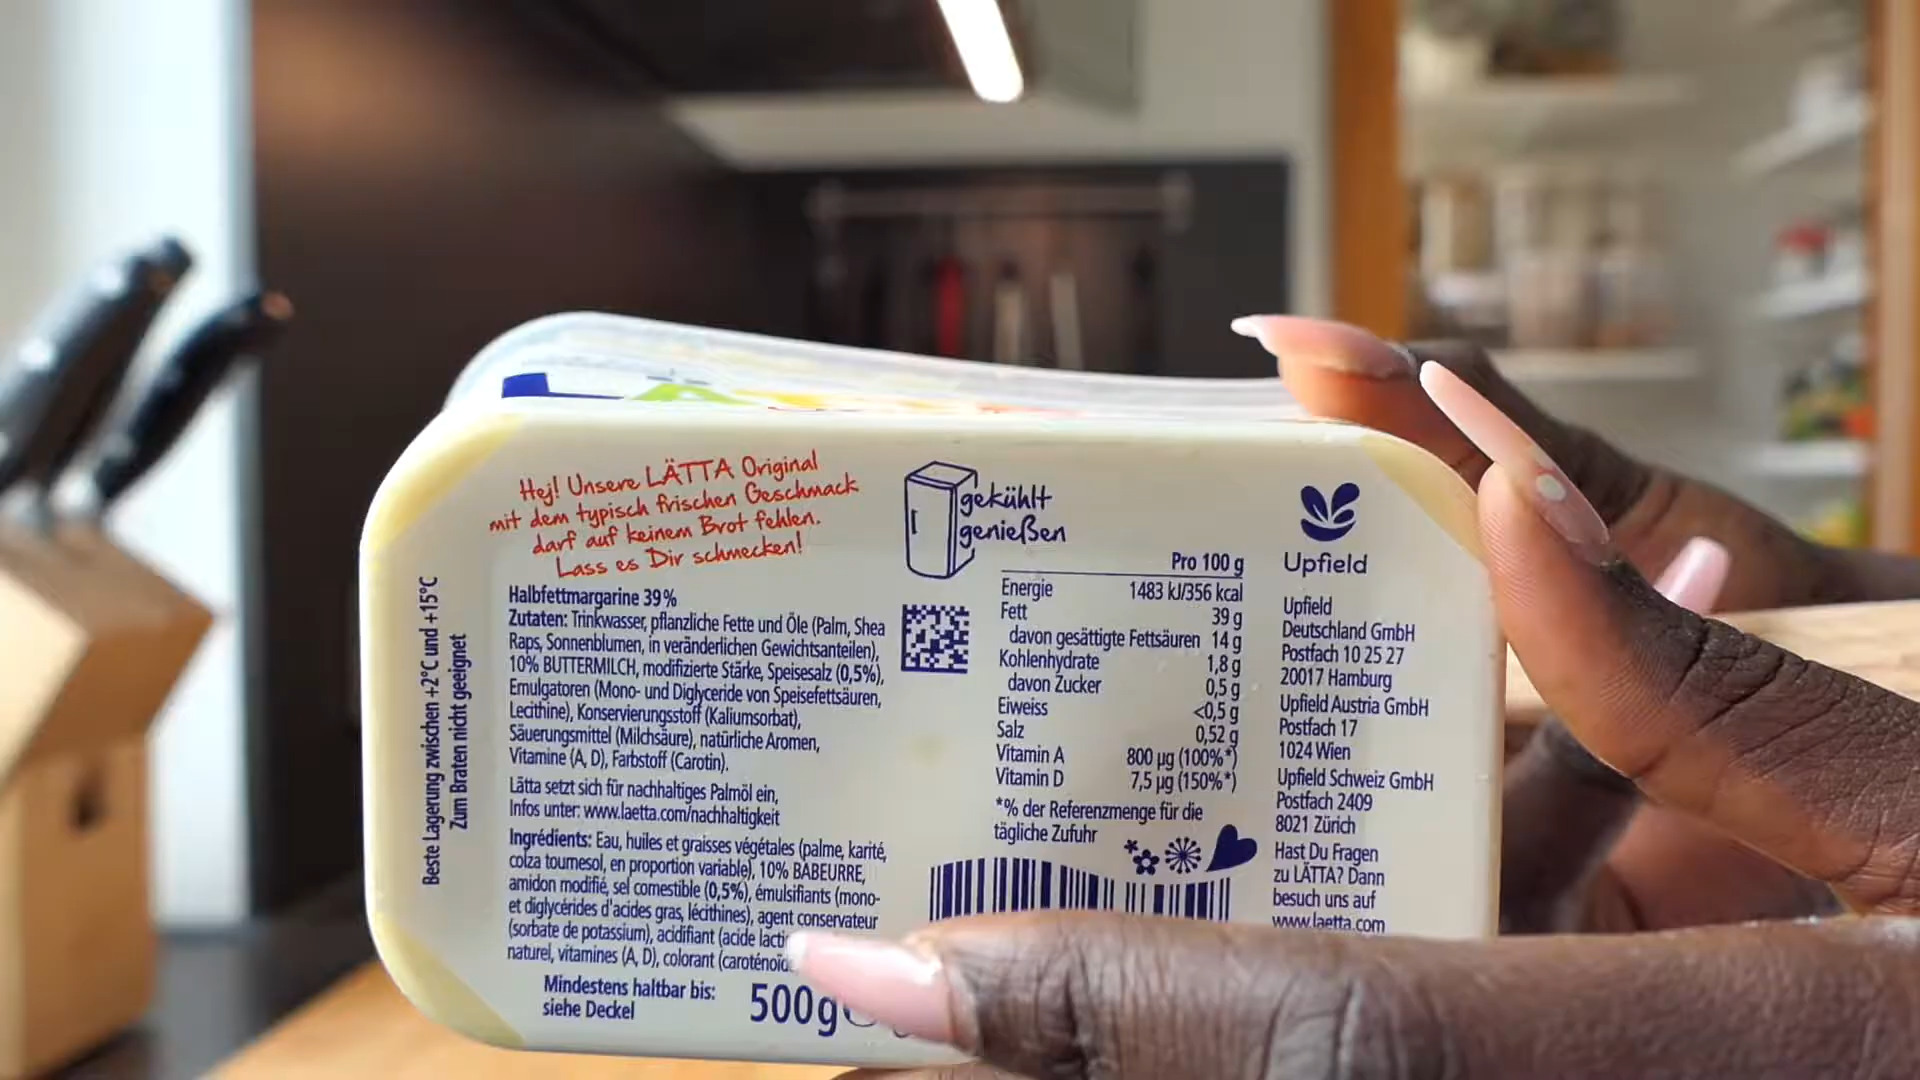 Hej! Unsere LÄTTA Original
mit dem typisch frischen Geschmack
darf auf keinem Brot fehlen.
Lass es Dir schmecken!
gekühlt
genießen
Beste Lagerung zwischen +2°C und +15°C
Zum Braten nicht geeignet
Halbfettmargarine 39%
Zutaten: Trinkwasser, pflanzliche Fette und Öle (Palm, Shea
Raps, Sonnenblumen, in veränderlichen Gewichtsanteilen),
10% BUTTERMILCH, modifizierte Stärke, Speisesalz (0,5%),
Emulgatoren (Mono- und Diglyceride von Speisefettsäuren,
Lecithine), Konservierungsstoff (Kaliumsorbat),
Säuerungsmittel (Milchsäure), natürliche Aromen,
Vitamine (A, D), Farbstoff (Carotin).
Lätta setzt sich für nachhaltiges Palmöl ein,
Infos unter: www.laetta.com/nachhaltigkeit
Ingrédients: Eau, huiles et graisses végétales (palme, karité,
colza tournesol, en proportion variable), 10% BABEURRE,
amidon modifié, sel comestible (0,5%), émulsifiants (mono-
et diglycérides d'acides gras, lécithines), agent conservateur
(sorbate de potassium), acidifiant (acide lacti
naturel, vitamines (A, D), colorant (caroténoïd
Mindestens haltbar bis:
siehe Deckel
500g
Pro 100 g
Energie 1483 kJ/356 kcal
Fett 39 g
davon gesättigte Fettsäuren 14 g
Kohlenhydrate 1,8 g
davon Zucker 0,5 g
Eiweiss <0,5 g
Salz 0,52 g
Vitamin A 800 µg (100%*)
Vitamin D 7,5 µg (150%*)
*% der Referenzmenge für die
tägliche Zufuhr
Upfield
Upfield
Deutschland GmbH
Postfach 10 25 27
20017 Hamburg
Upfield Austria GmbH
Postfach 17
1024 Wien
Upfield Schweiz GmbH
Postfach 2409
8021 Zürich
Hast Du Fragen
zu LÄTTA? Dann
besuch uns auf
www.laetta.com